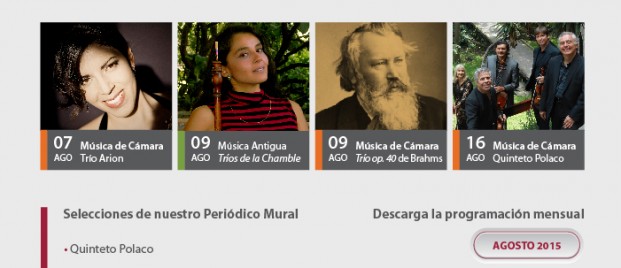 07 AGO Música de Cámara
Trío Arion
09 AGO Música Antigua
Tríos de la Chamble
09 AGO Música de Cámara
Trío op. 40 de Brahms
16 AGO Música de Cámara
Quinteto Polaco
Selecciones de nuestro Periódico Mural
• Quinteto Polaco
Descarga la programación mensual
AGOSTO 2015